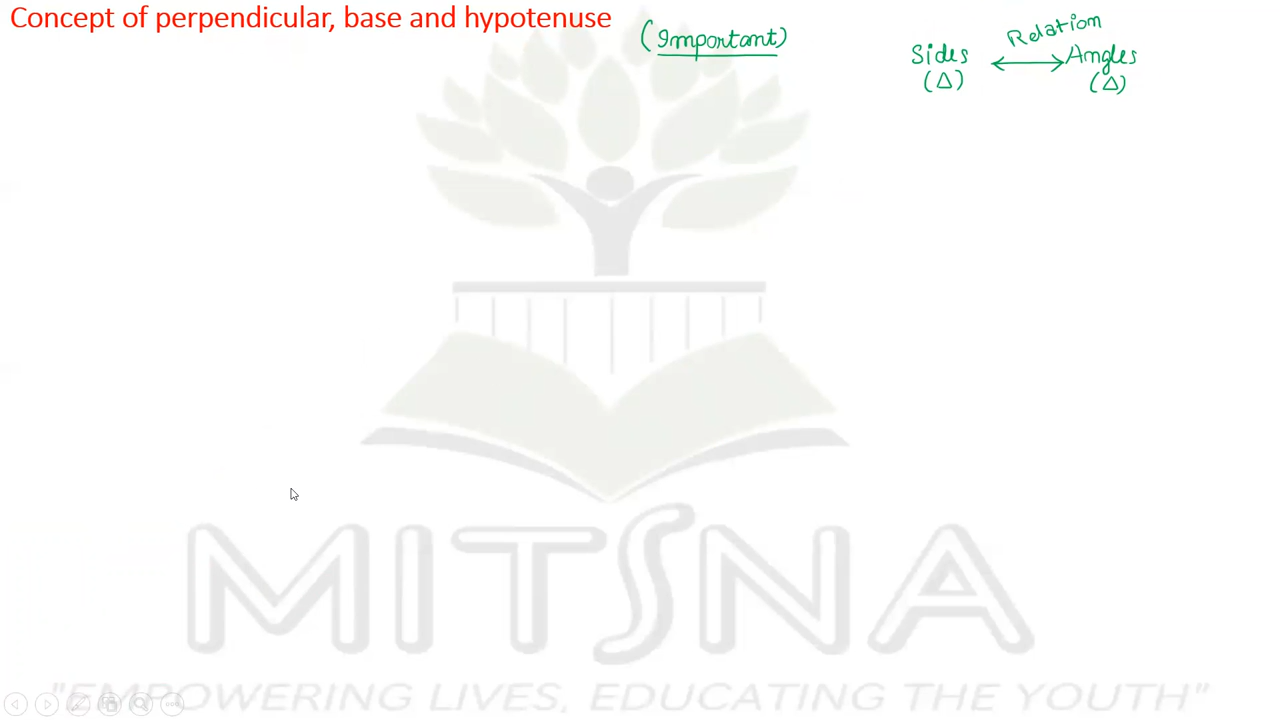 Concept of perpendicular, base and hypotenuse
(Important)
Relation
Sides ⟷ Angles
(Δ) (Δ)
MITSNA
"EMPOWERING LIVES, EDUCATING THE YOUTH"